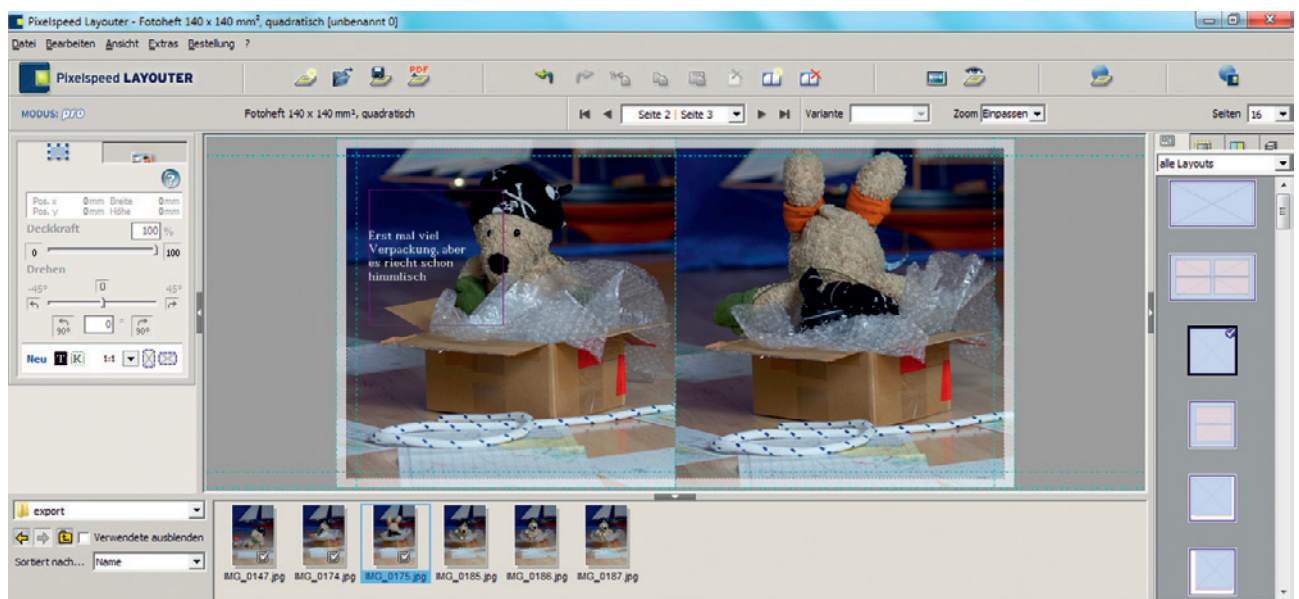 Pixelspeed Layouter - Fotoheft 140 x 140 mm², quadratisch [unbenannt 0]
Datei Bearbeiten Ansicht Extras Bestellung ?
Pixelspeed LAYOUTER
PDF
MODUS: pro
Fotoheft 140 x 140 mm², quadratisch
Seite 2 | Seite 3
Variante
Zoom Einpassen
Seiten 16
alle Layouts
Pos. x 0mm Breite 0mm
Pos. y 0mm Höhe 0mm
Deckkraft 100 %
0 100
Drehen
-45° 0 45°
90° 0 ° 90°
Neu T K 1:1
Erst mal viel
Verpackung, aber
es riecht schon
himmlisch
export
Verwendete ausblenden
Sortiert nach... Name
IMG_0147.jpg IMG_0174.jpg IMG_0175.jpg IMG_0185.jpg IMG_0186.jpg IMG_0187.jpg